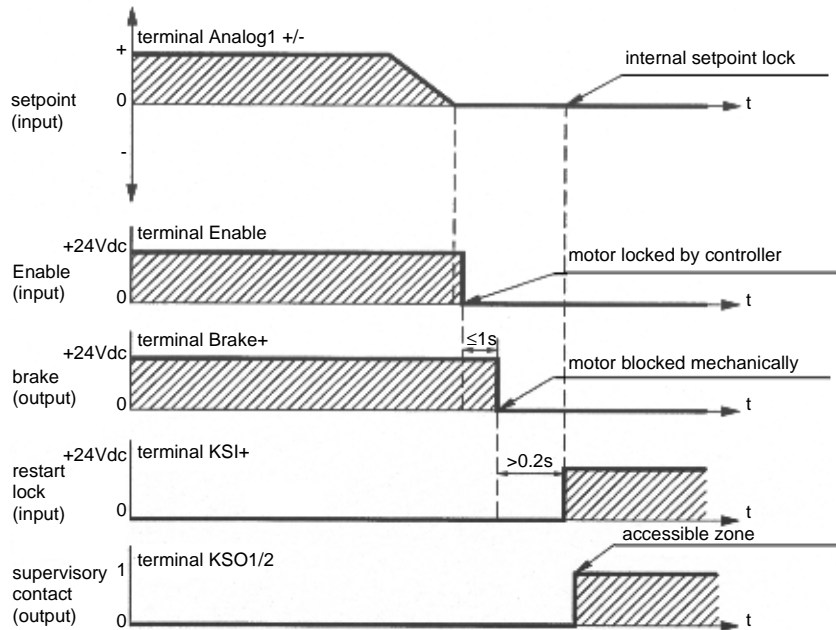 terminal Analog1 +/-
+
internal setpoint lock
setpoint
(input)
0
t
-
terminal Enable
+24Vdc
Enable
(input)
motor locked by controller
0
t
≤1s
terminal Brake+
+24Vdc
brake
(output)
motor blocked mechanically
0
t
+24Vdc
terminal KSI+
>0.2s
restart
lock
(input)
0
t
accessible zone
terminal KSO1/2
supervisory
contact
(output)
1
0
t